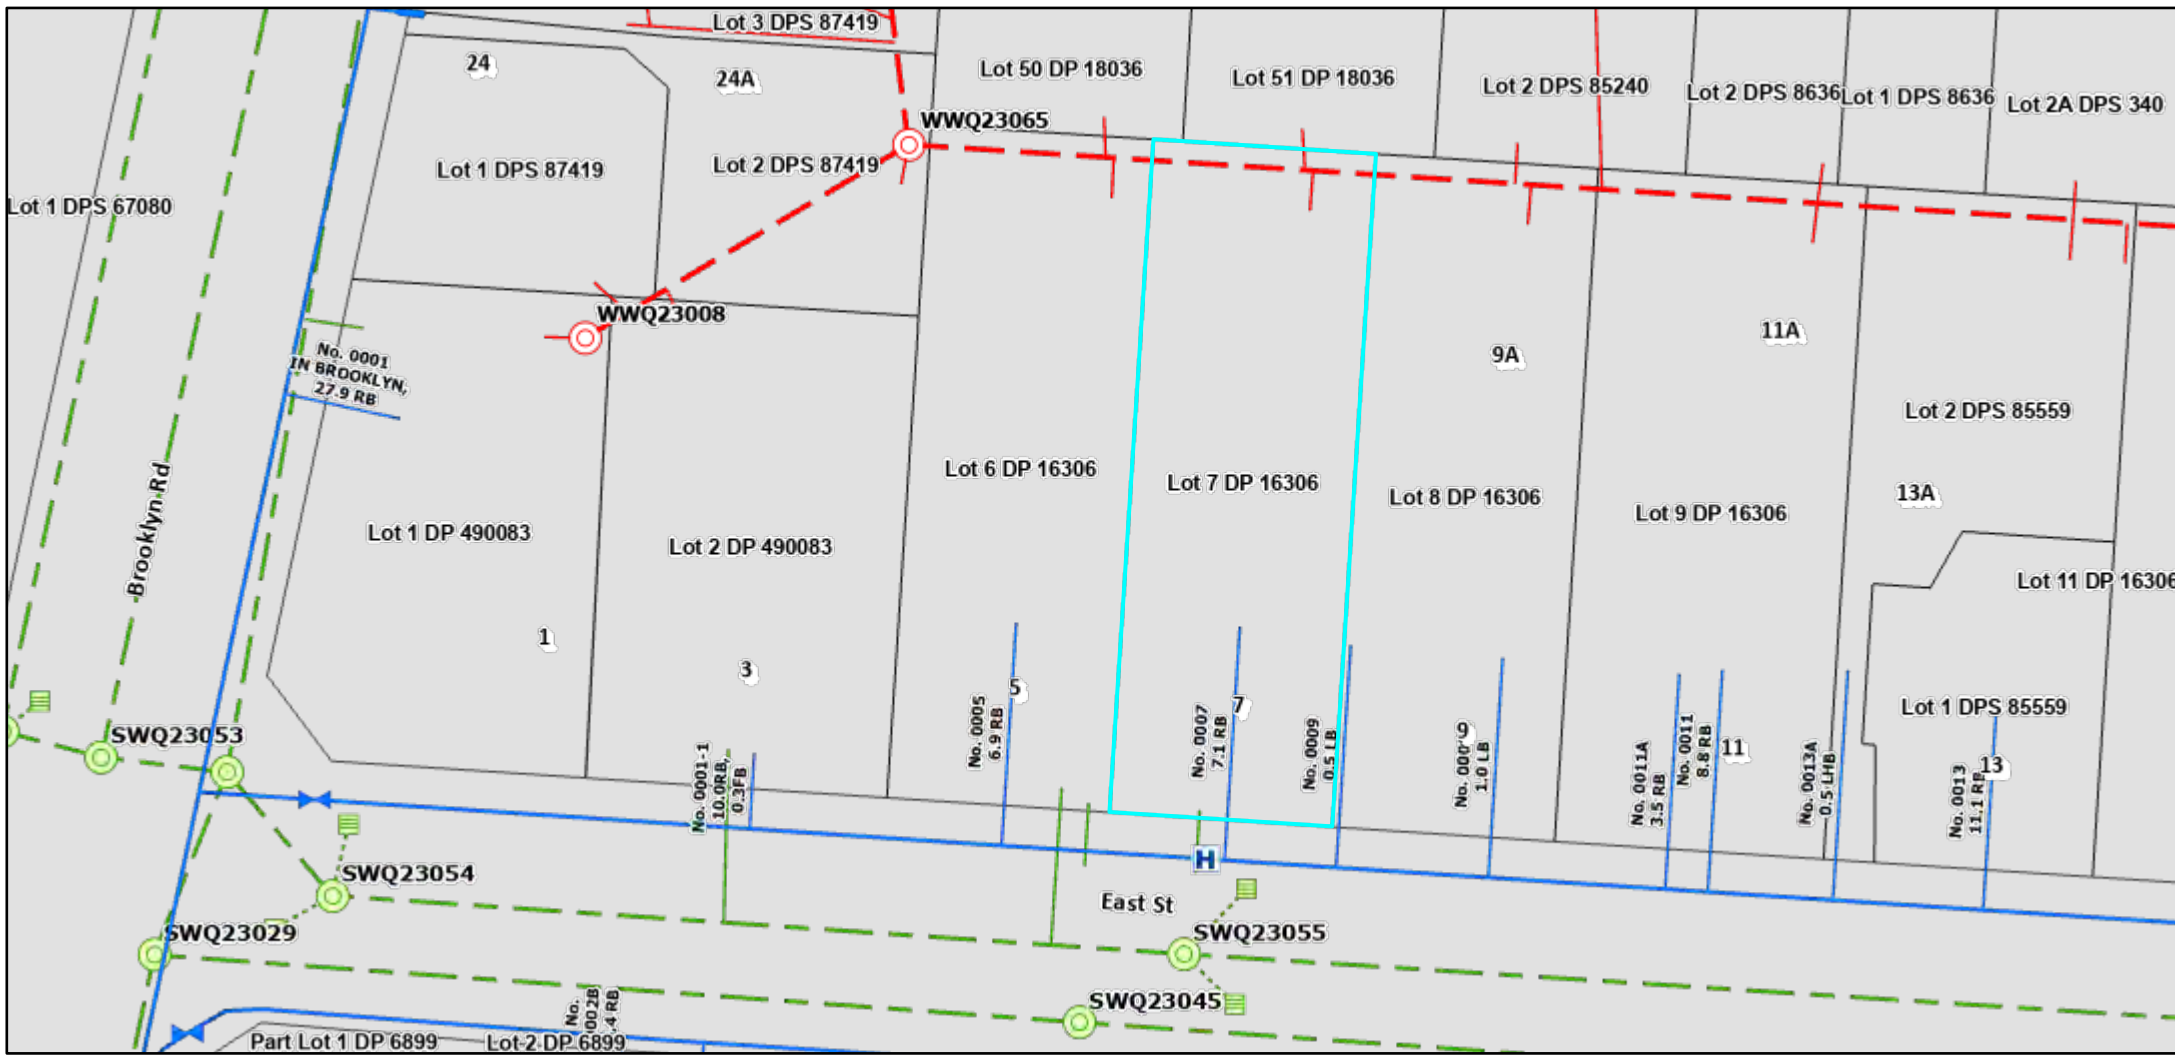 Lot 3 DPS 87419
24
24A
Lot 50 DP 18036
Lot 51 DP 18036
Lot 2 DPS 85240
Lot 2 DPS 8636
Lot 1 DPS 8636
Lot 2A DPS 340
WWQ23065
Lot 1 DPS 87419
Lot 2 DPS 87419
Lot 1 DPS 67080
WWQ23008
No. 0001
IN BROOKLYN,
27.9 RB
9A
11A
Lot 2 DPS 85559
Brooklyn Rd
Lot 6 DP 16306
Lot 7 DP 16306
Lot 8 DP 16306
Lot 9 DP 16306
13A
Lot 1 DP 490083
Lot 2 DP 490083
Lot 11 DP 16306
1
3
5
7
9
11
13
Lot 1 DPS 85559
SWQ23053
No. 0001-1
10.0RB,
0.3FB
No. 0005
6.9 RB
No. 0007
7.1 RB
No. 00009
0.5 LB
No. 000
1.0 LB
No. 0011A
3.5 RB
No. 0011
8.8 RB
No. 0013A
0.5 LHB
No. 0013
11.1 RB
H
SWQ23054
East St
SWQ23029
SWQ23055
SWQ23045
No.
002B
.4 RB
Part Lot 1 DP 6899
Lot 2 DP 6899